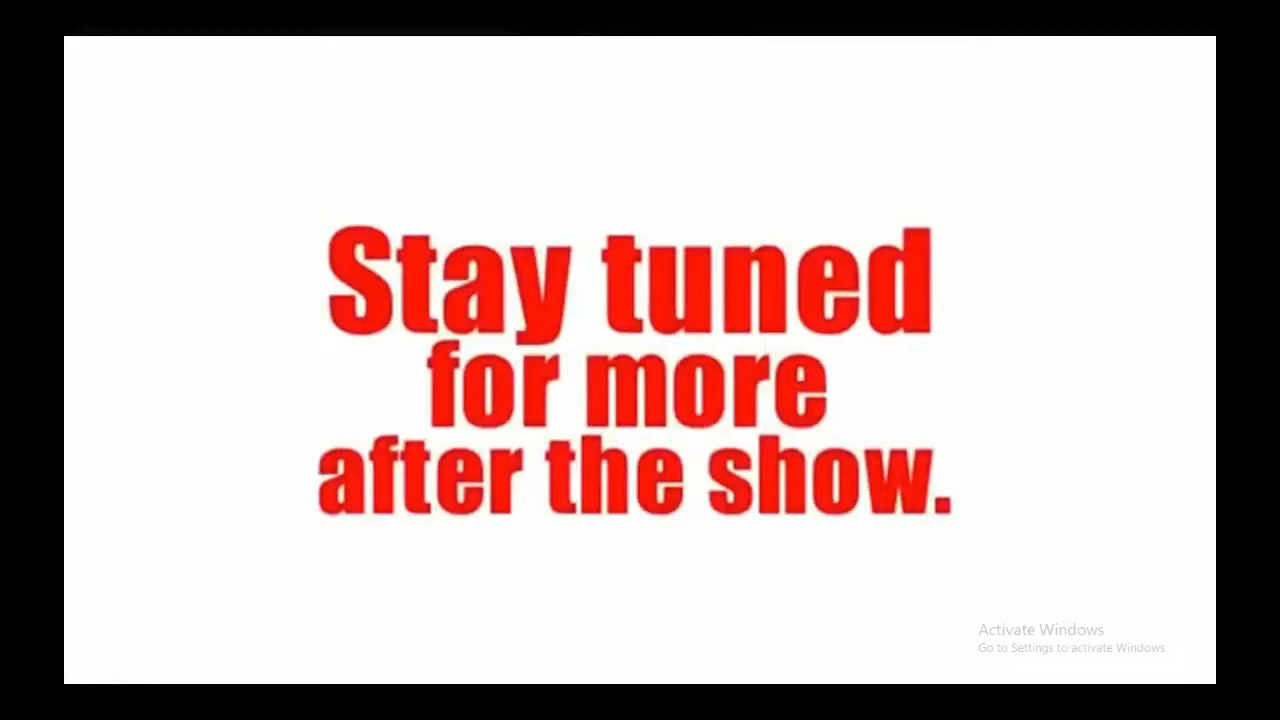 Stay tuned
for more
after the show.
Activate Windows
Go to Settings to activate Windows.